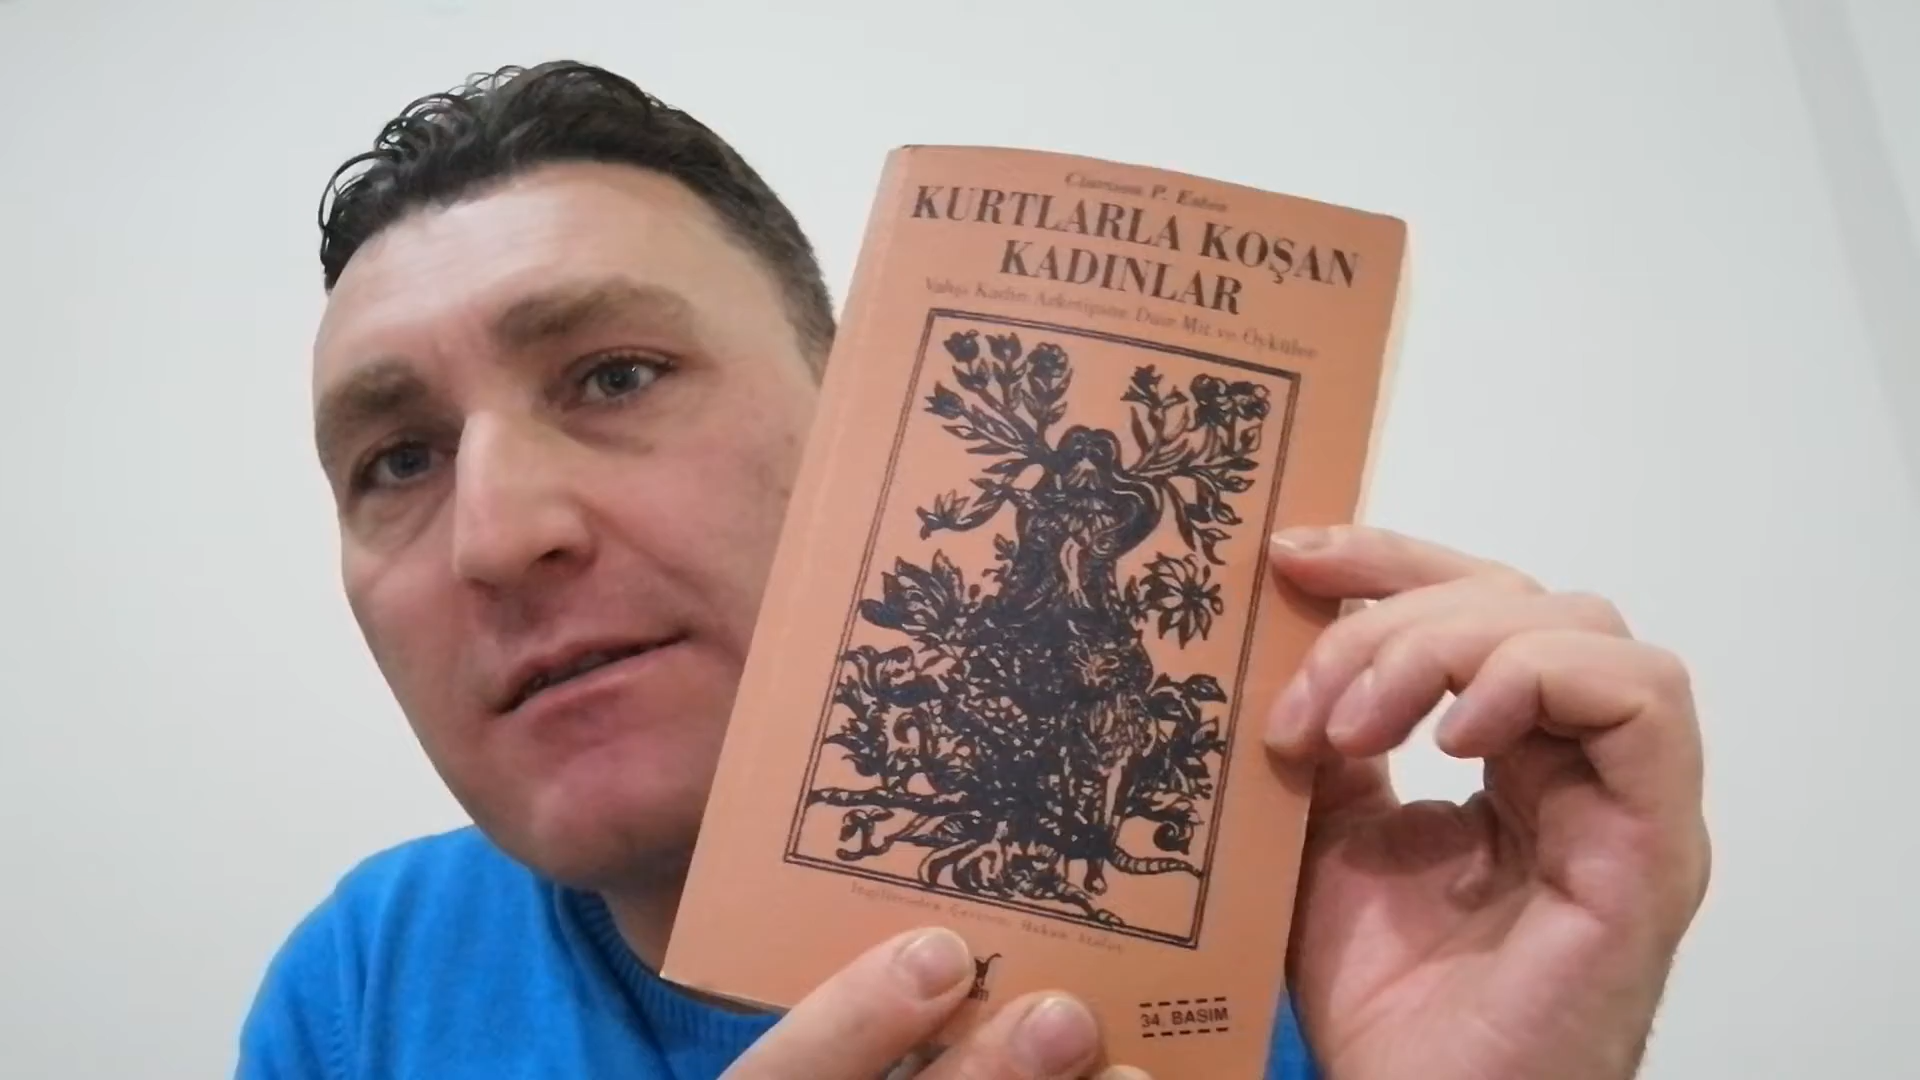 Clarissa P. Estes
KURTLARLA KOŞAN
KADINLAR
Vahşi Kadın Arketipine Dair Mit ve Öyküler
İngilizceden Çeviren: Hakan Atalay
34. BASIM